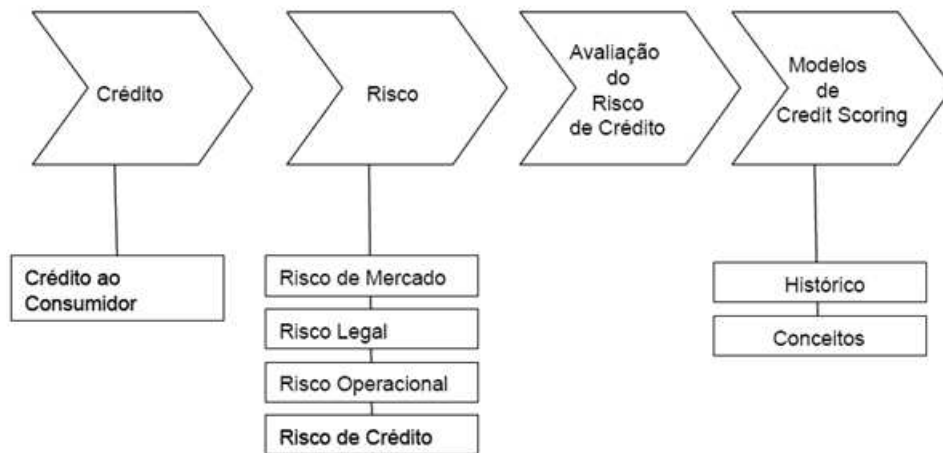 Crédito
Risco
Avaliação
do
Risco
de Crédito
Modelos
de
Credit Scoring
Crédito ao
Consumidor
Risco de Mercado
Risco Legal
Risco Operacional
Risco de Crédito
Histórico
Conceitos